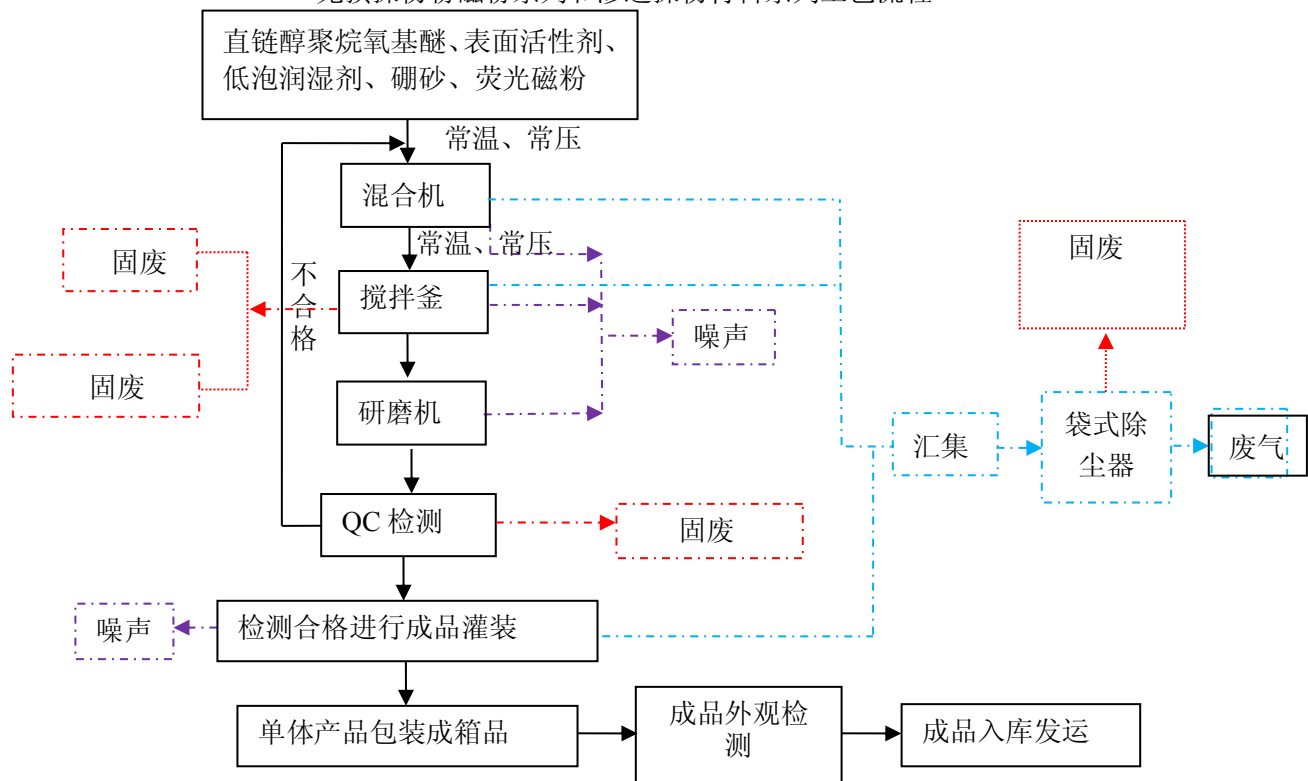 直链醇聚烷氧基醚、表面活性剂、
低泡润湿剂、硼砂、荧光磁粉
常温、常压
混合机
常温、常压
固废
不
合
格
搅拌釜
固废
噪声
固废
研磨机
汇集
袋式除
尘器
废气
QC 检测
固废
噪声
检测合格进行成品灌装
单体产品包装成箱品
成品外观检
测
成品入库发运